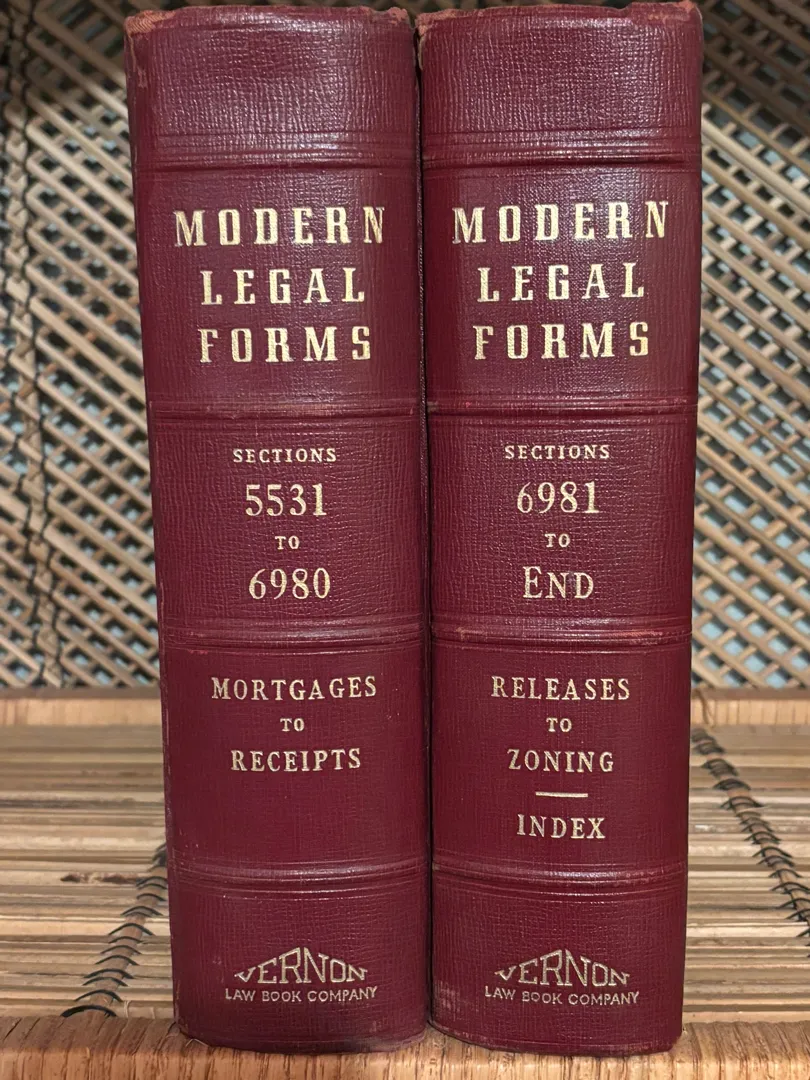 MODERN
LEGAL
FORMS
SECTIONS
5531
TO
6980
MORTGAGES
TO
RECEIPTS
VERNON
LAW BOOK COMPANY
MODERN
LEGAL
FORMS
SECTIONS
6981
TO
END
RELEASES
TO
ZONING
INDEX
VERNON
LAW BOOK COMPANY